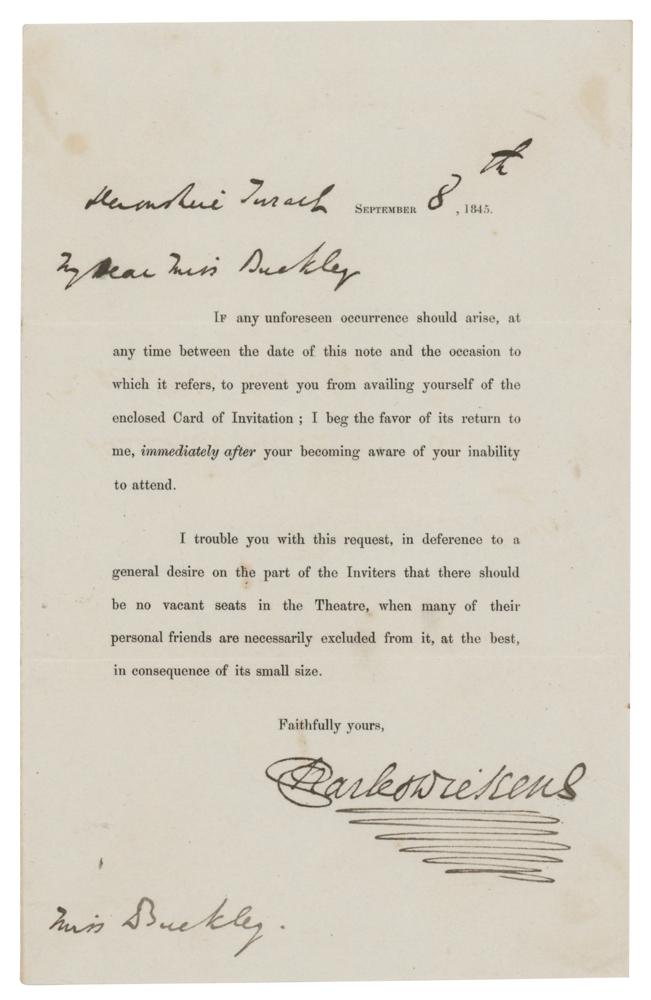 Devonshire Terrace SEPTEMBER 8th, 1845.
My Dear Miss Buckley
IF any unforeseen occurrence should arise, at
any time between the date of this note and the occasion to
which it refers, to prevent you from availing yourself of the
enclosed Card of Invitation ; I beg the favor of its return to
me, immediately after your becoming aware of your inability
to attend.
I trouble you with this request, in deference to a
general desire on the part of the Inviters that there should
be no vacant seats in the Theatre, when many of their
personal friends are necessarily excluded from it, at the best,
in consequence of its small size.
Faithfully yours,
Charles Dickens
Miss Buckley.